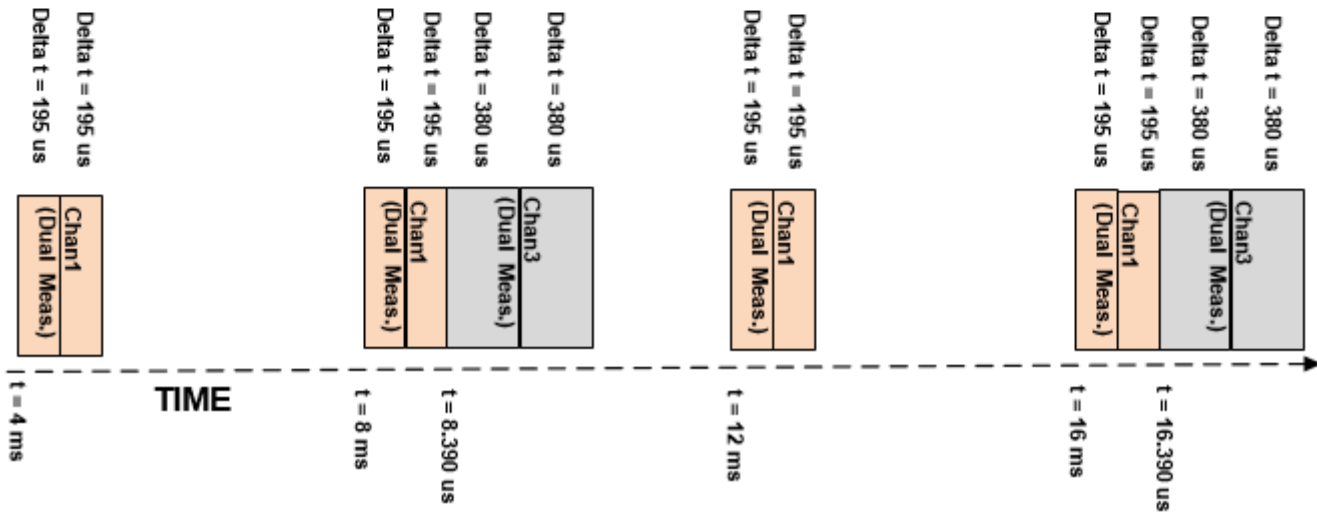 Delta t = 195 us
Delta t = 195 us
Delta t = 195 us
Delta t = 195 us
Delta t = 380 us
Delta t = 380 us
Delta t = 195 us
Delta t = 195 us
Delta t = 195 us
Delta t = 195 us
Delta t = 380 us
Delta t = 380 us
Chan1
(Dual Meas.)
Chan1
(Dual Meas.)
Chan3
(Dual Meas.)
Chan1
(Dual Meas.)
Chan1
(Dual Meas.)
Chan3
(Dual Meas.)
t = 4 ms
TIME
t = 8 ms
t = 8.390 us
t = 12 ms
t = 16 ms
t = 16.390 us